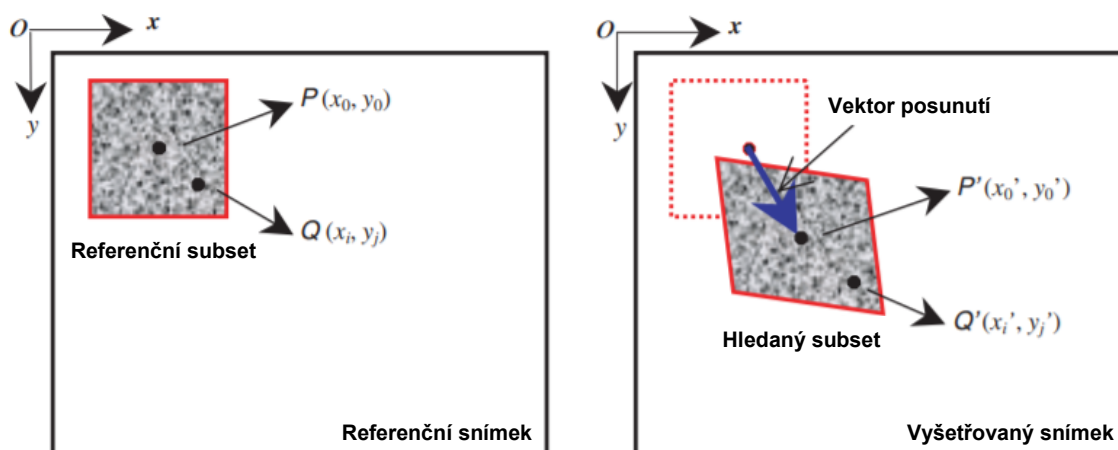 O x
y
P (x₀, y₀)
Q (xᵢ, yⱼ)
Referenční subset
Referenční snímek
O x
y
Vektor posunutí
P’(x₀’, y₀’)
Q’(xᵢ’, yⱼ’)
Hledaný subset
Vyšetřovaný snímek